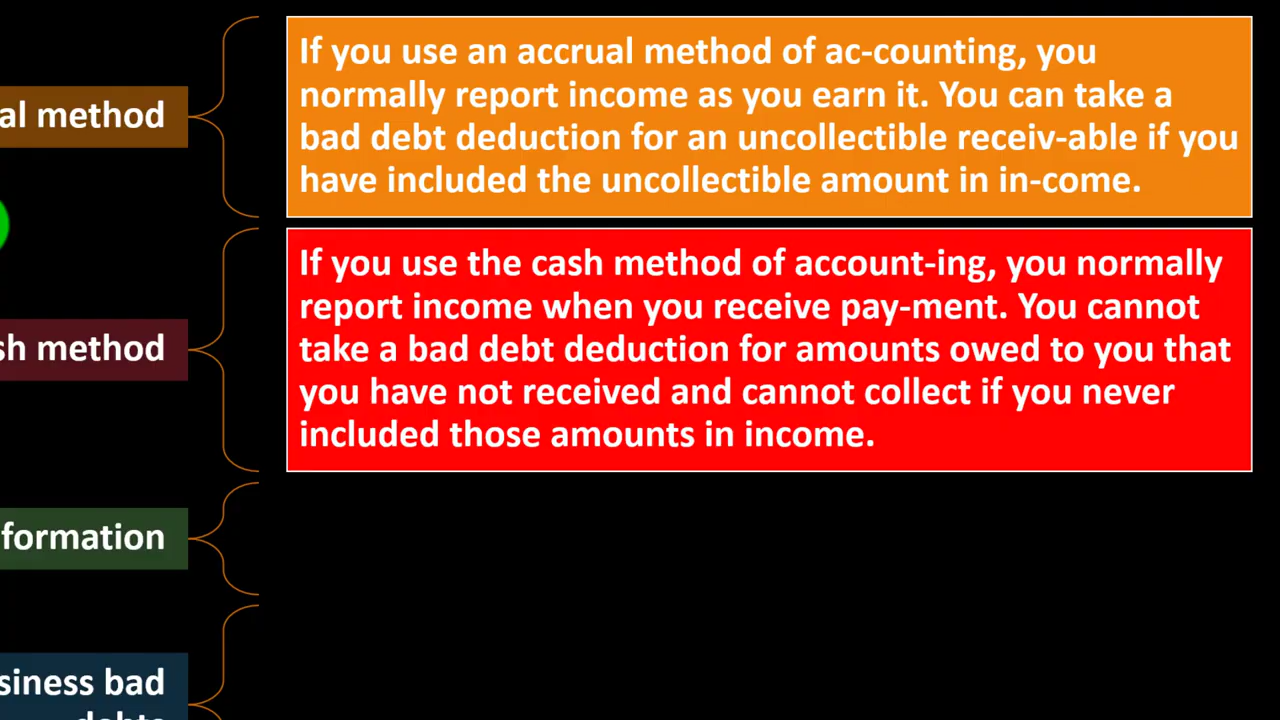 If you use an accrual method of ac-counting, you
normally report income as you earn it. You can take a
al method
bad debt deduction for an uncollectible receiv-able if you
have included the uncollectible amount in in-come.
If you use the cash method of account-ing, you normally
report income when you receive pay-ment. You cannot
sh method
take a bad debt deduction for amounts owed to you that
you have not received and cannot collect if you never
included those amounts in income.
formation
siness bad
debts